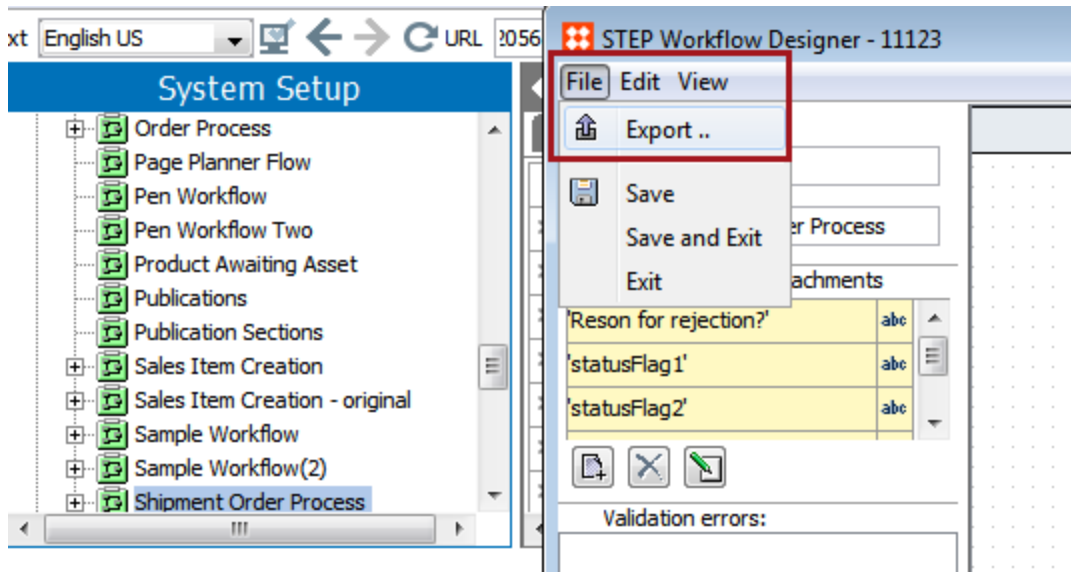 xt English US URL 2056
System Setup
Order Process
Page Planner Flow
Pen Workflow
Pen Workflow Two
Product Awaiting Asset
Publications
Publication Sections
Sales Item Creation
Sales Item Creation - original
Sample Workflow
Sample Workflow(2)
Shipment Order Process
STEP Workflow Designer - 11123
File Edit View
Export ..
Save
Save and Exit
Exit
er Process
achments
'Reson for rejection?' abc
'statusFlag1' abc
'statusFlag2' abc
Validation errors: